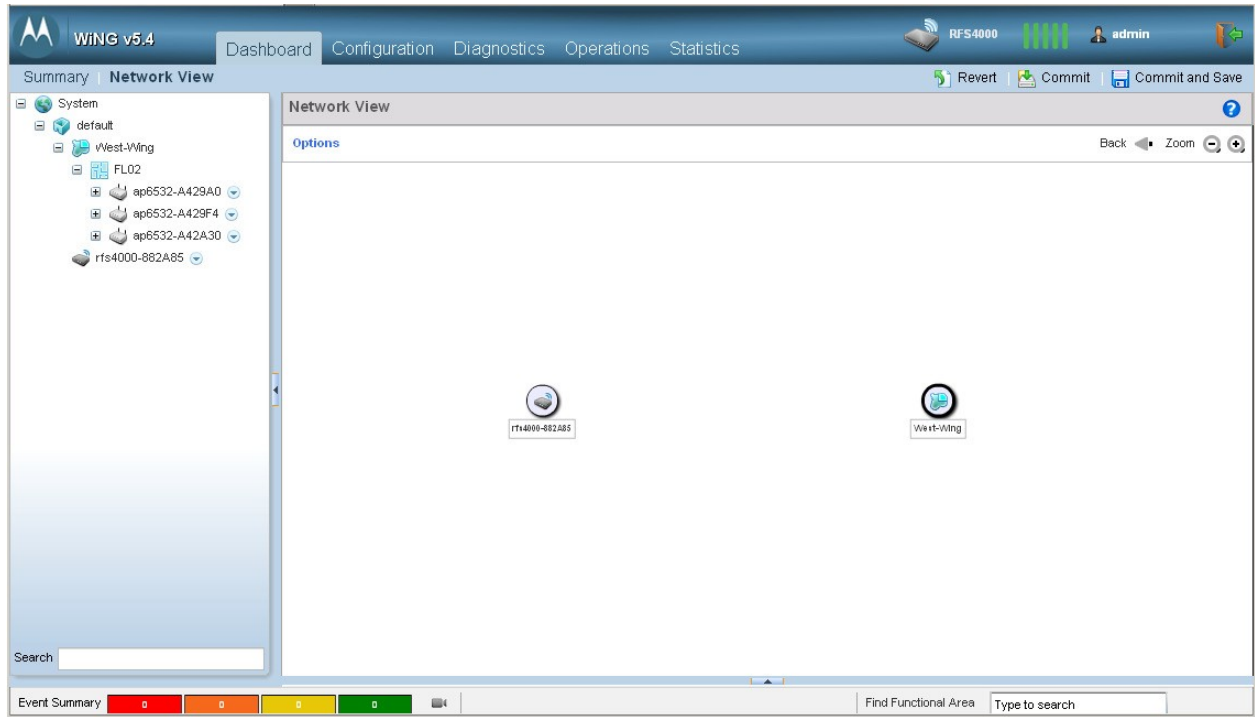 WiNG v5.4
Dashboard Configuration Diagnostics Operations Statistics
RFS4000
admin
Summary Network View
Revert Commit Commit and Save
System
default
West-Wing
FL02
ap6532-A429A0
ap6532-A429F4
ap6532-A42A30
rfs4000-882A85
Network View
Options
Back Zoom
rfs4000-882A85
West-Wing
Search
Event Summary 0 0 0 0
Find Functional Area Type to search